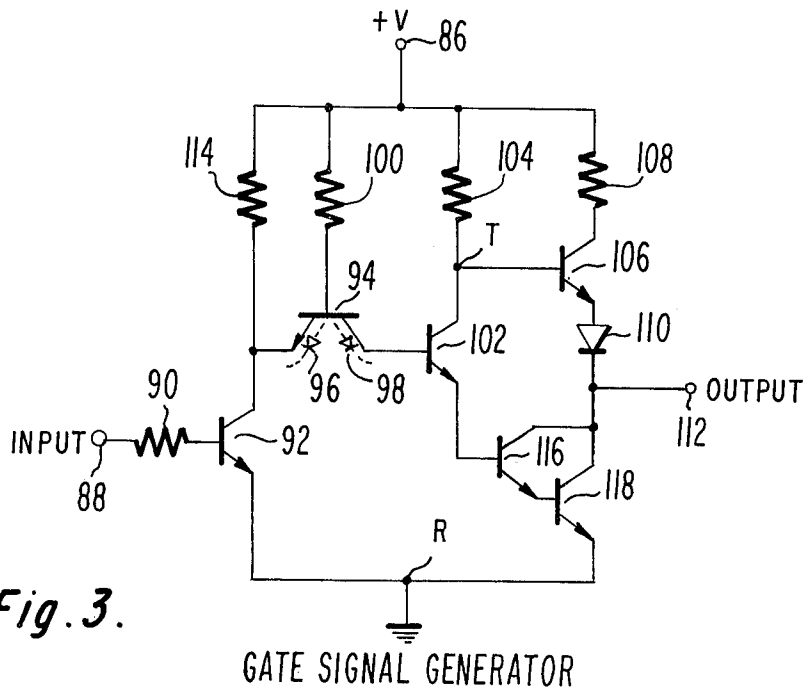 +V
86
114
100
104
108
T
94
106
96
98
102
110
90
INPUT
88
92
OUTPUT
112
116
118
R
Fig. 3.
GATE SIGNAL GENERATOR